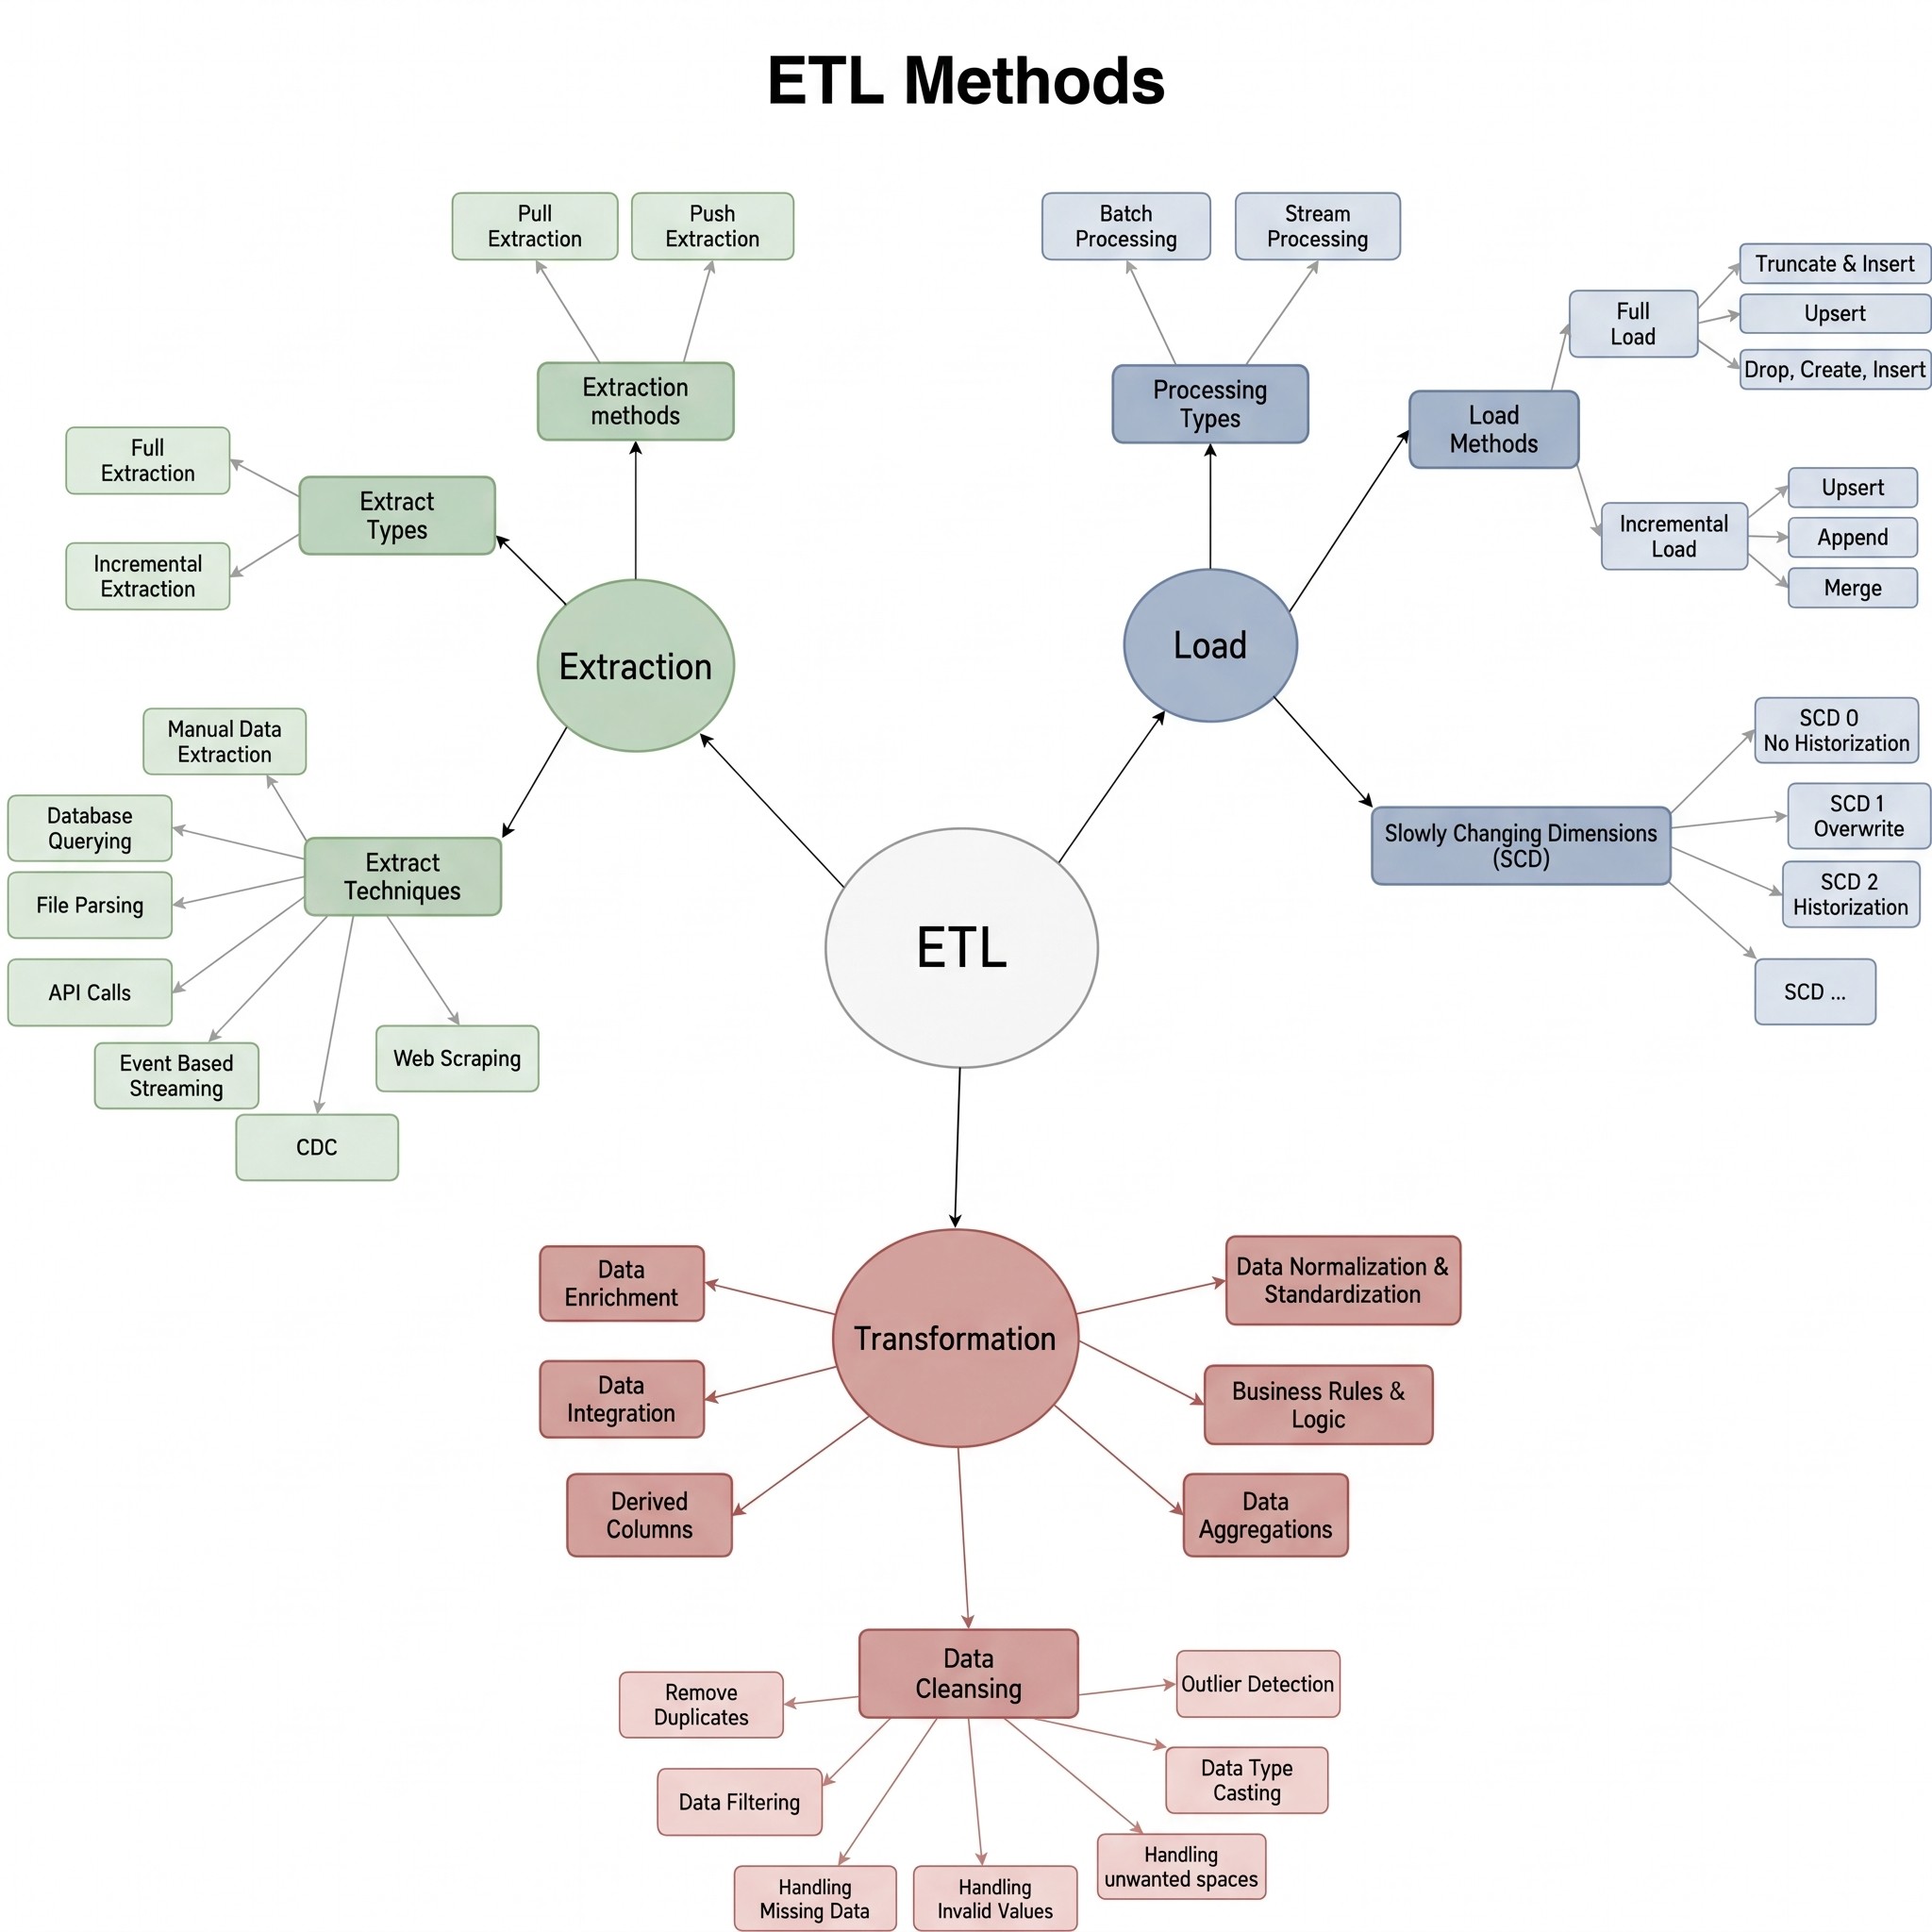 ETL Methods
Pull
Extraction
Push
Extraction
Extraction
methods
Full
Extraction
Incremental
Extraction
Extract
Types
Extraction
Manual Data
Extraction
Database
Querying
File Parsing
API Calls
Event Based
Streaming
CDC
Web Scraping
Extract
Techniques
Batch
Processing
Stream
Processing
Processing
Types
Load
Methods
Full
Load
Truncate & Insert
Upsert
Drop, Create, Insert
Incremental
Load
Upsert
Append
Merge
Load
Slowly Changing Dimensions
(SCD)
SCD 0
No Historization
SCD 1
Overwrite
SCD 2
Historization
SCD ...
ETL
Transformation
Data
Enrichment
Data
Integration
Derived
Columns
Data Normalization &
Standardization
Business Rules &
Logic
Data
Aggregations
Data
Cleansing
Remove
Duplicates
Data Filtering
Handling
Missing Data
Handling
Invalid Values
Handling
unwanted spaces
Data Type
Casting
Outlier Detection